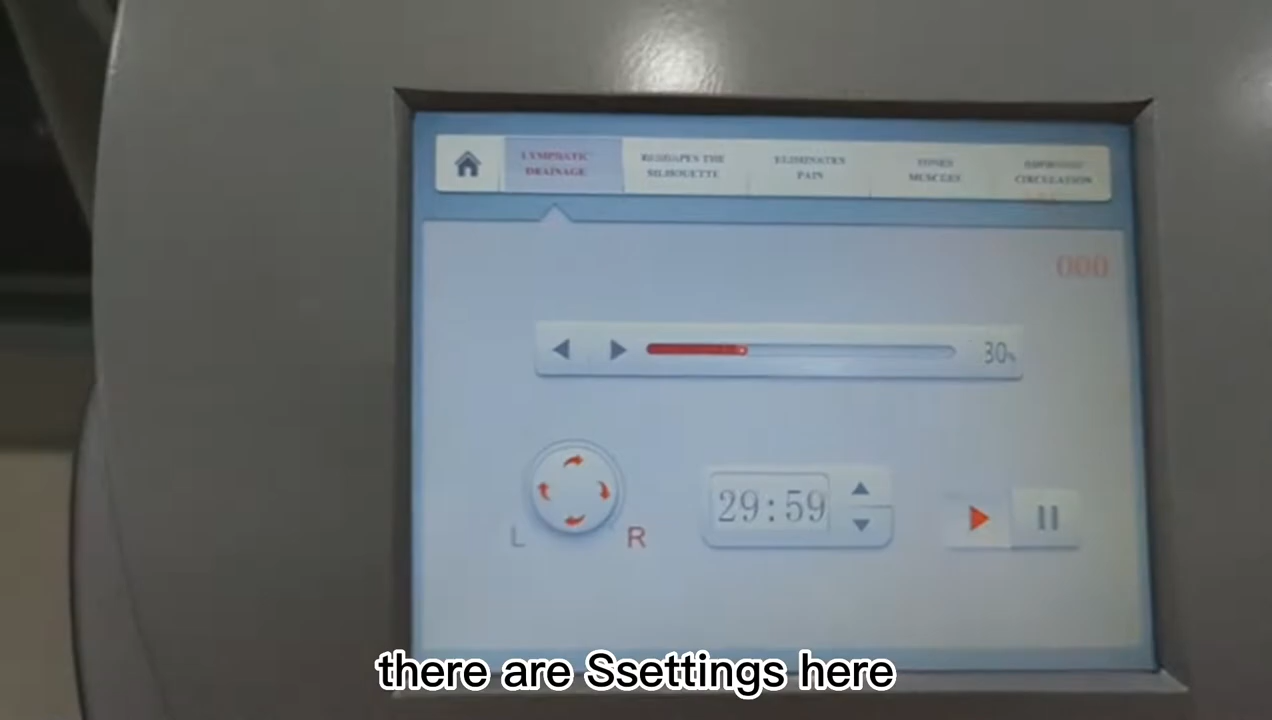 LYMPHATIC
DRAINAGE
RESHAPES THE
SILHOUETTE
ELIMINATES
PAIN
TONES
MUSCLES
CIRCULATION
000
30%
29:59
L
R
there are Ssettings here